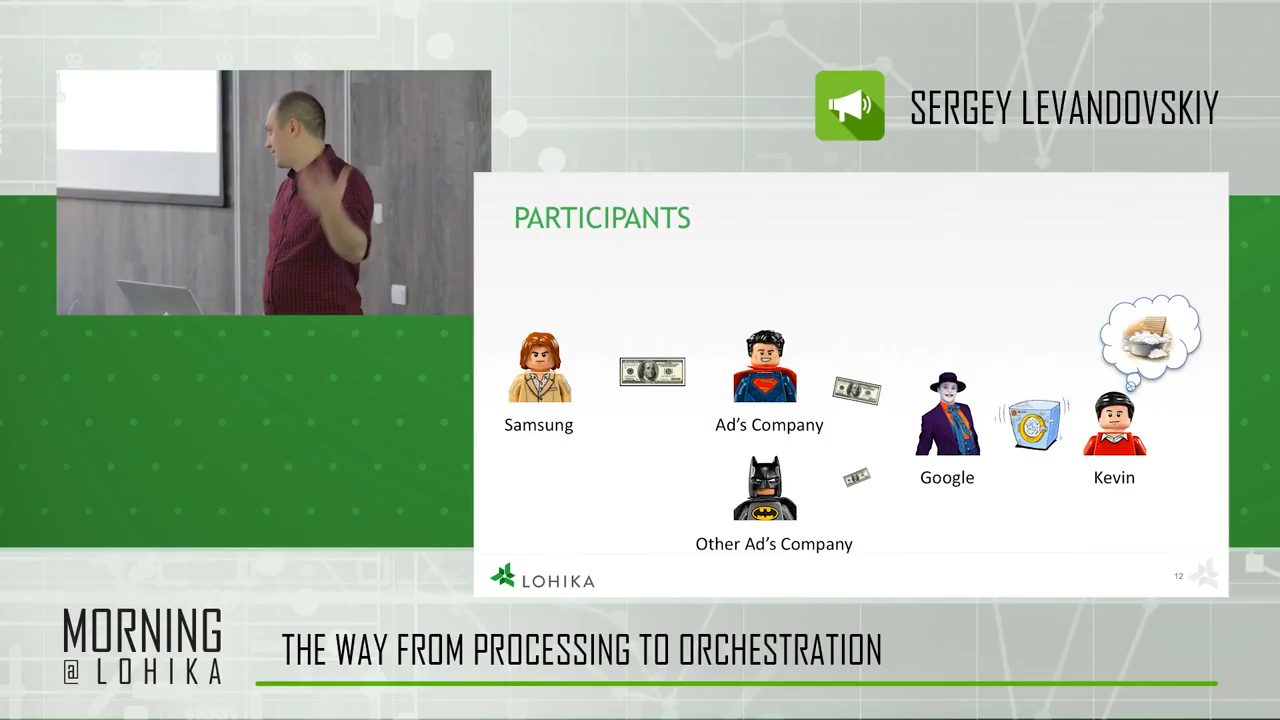 SERGEY LEVANDOVSKIY
PARTICIPANTS
Samsung
Ad's Company
Google
Kevin
Other Ad's Company
LOHIKA
12
MORNING
@ LOHIKA
THE WAY FROM PROCESSING TO ORCHESTRATION